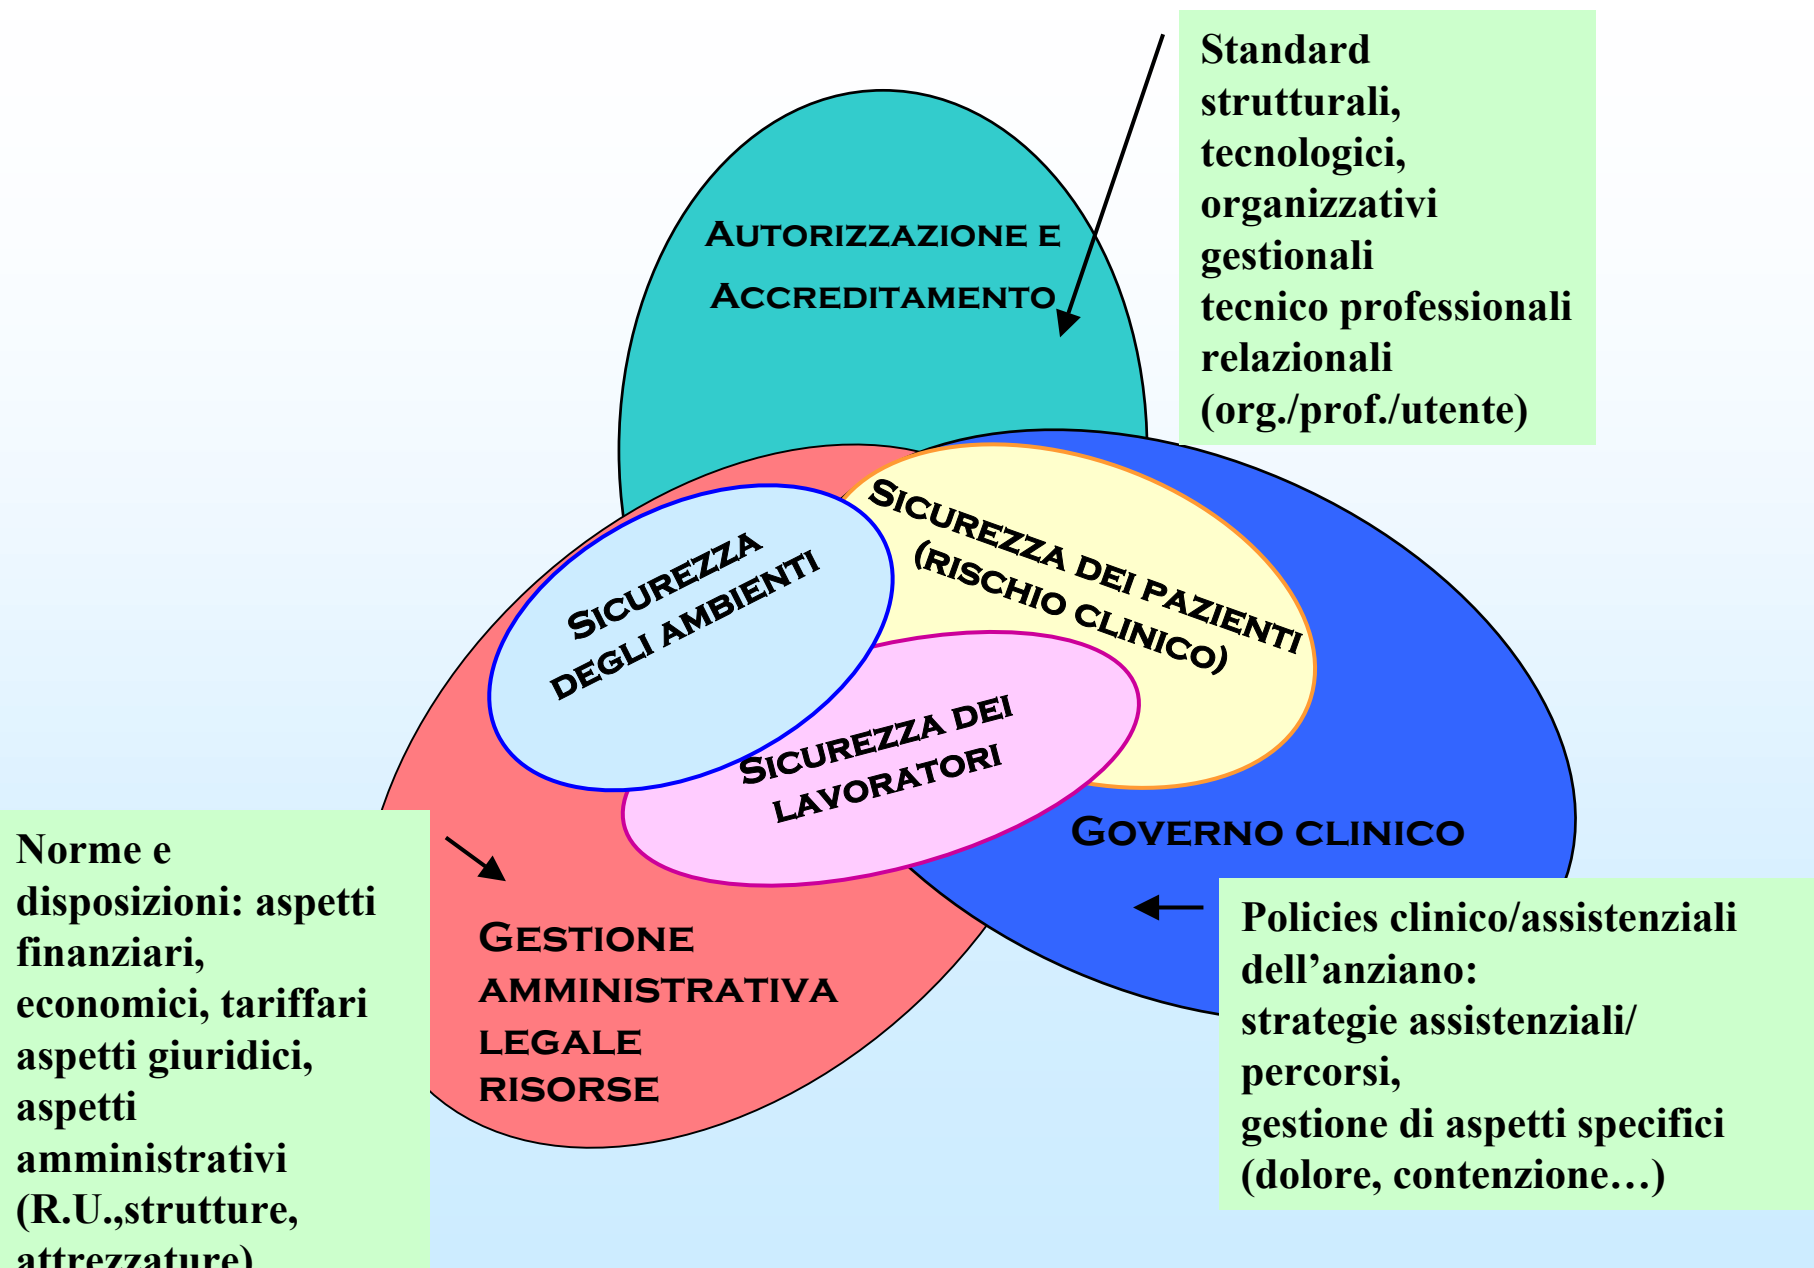 Standard
strutturali,
tecnologici,
organizzativi
gestionali
tecnico professionali
relazionali
(org./prof./utente)
Autorizzazione e
Accreditamento
Sicurezza dei pazienti
(rischio clinico)
Sicurezza
degli ambienti
Sicurezza dei
lavoratori
Governo clinico
Norme e
disposizioni: aspetti
finanziari,
economici, tariffari
aspetti giuridici,
aspetti
amministrativi
(R.U.,strutture,
attrezzature)
Gestione
amministrativa
legale
risorse
Policies clinico/assistenziali
dell’anziano:
strategie assistenziali/
percorsi,
gestione di aspetti specifici
(dolore, contenzione…)